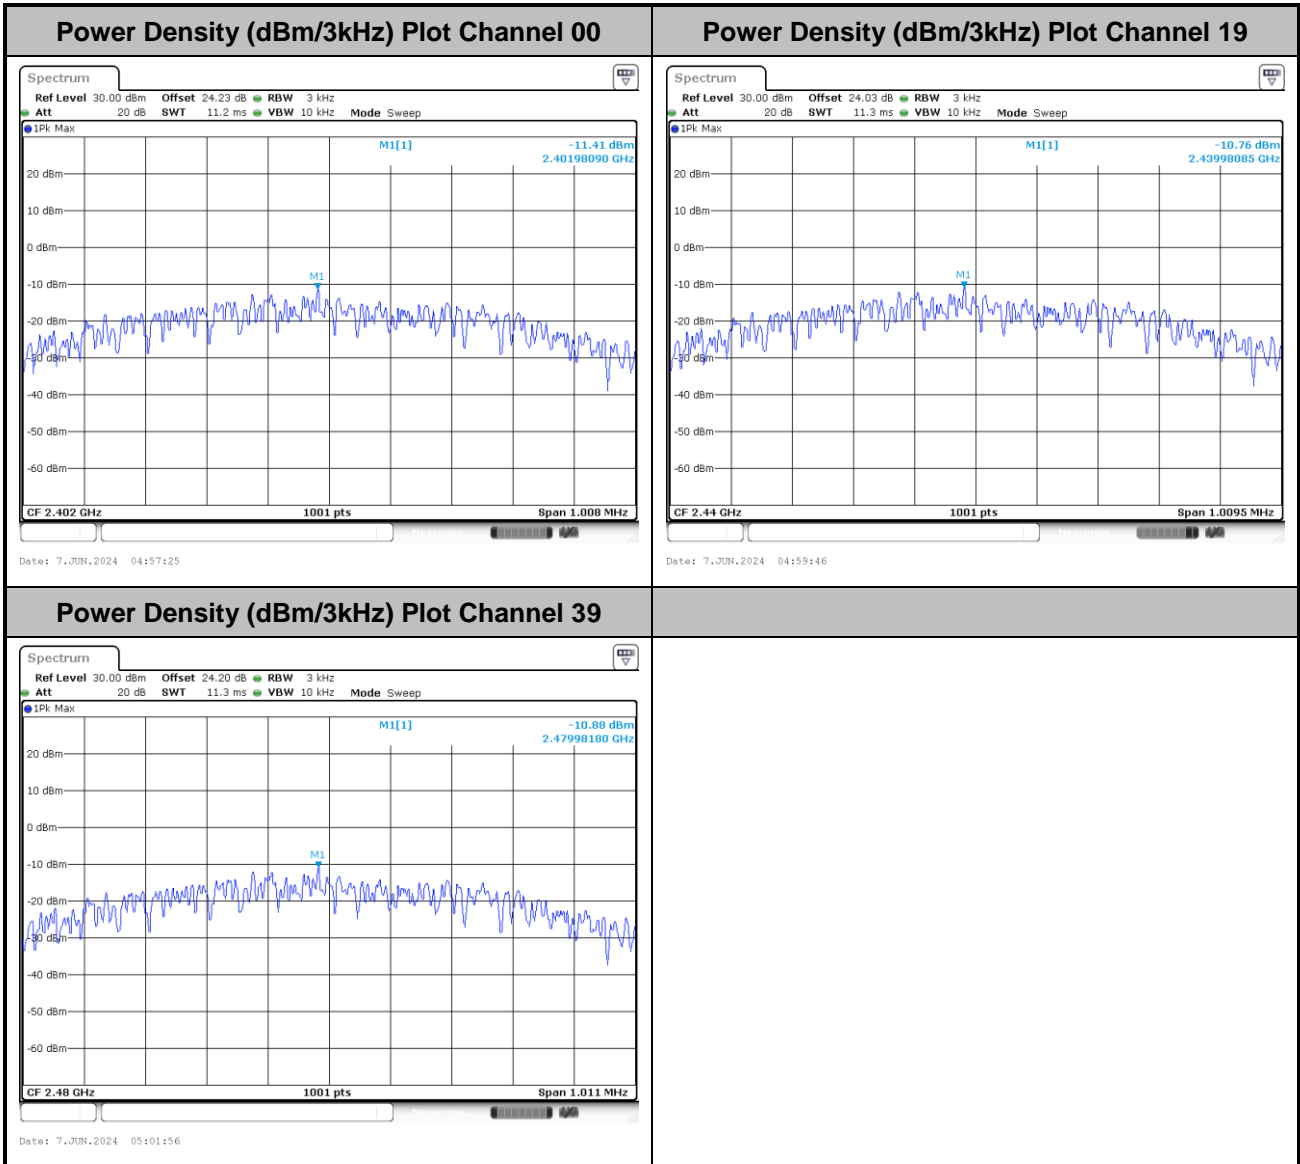 Power Density (dBm/3kHz) Plot Channel 00
Spectrum
Ref Level 30.00 dBm Offset 24.23 dB RBW 3 kHz
Att 20 dB SWT 11.2 ms VBW 10 kHz Mode Sweep
1Pk Max
M1[1] -11.41 dBm
2.40198090 GHz
20 dBm
10 dBm
0 dBm
M1
-10 dBm
-20 dBm
-30 dBm
-40 dBm
-50 dBm
-60 dBm
CF 2.402 GHz 1001 pts Span 1.008 MHz
Measuring
Date: 7.JUN.2024 04:57:25
Power Density (dBm/3kHz) Plot Channel 19
Spectrum
Ref Level 30.00 dBm Offset 24.03 dB RBW 3 kHz
Att 20 dB SWT 11.3 ms VBW 10 kHz Mode Sweep
1Pk Max
M1[1] -10.76 dBm
2.43998085 GHz
20 dBm
10 dBm
0 dBm
M1
-10 dBm
-20 dBm
-30 dBm
-40 dBm
-50 dBm
-60 dBm
CF 2.44 GHz 1001 pts Span 1.0095 MHz
Measuring
Date: 7.JUN.2024 04:59:46
Power Density (dBm/3kHz) Plot Channel 39
Spectrum
Ref Level 30.00 dBm Offset 24.20 dB RBW 3 kHz
Att 20 dB SWT 11.3 ms VBW 10 kHz Mode Sweep
1Pk Max
M1[1] -10.88 dBm
2.47998180 GHz
20 dBm
10 dBm
0 dBm
M1
-10 dBm
-20 dBm
-30 dBm
-40 dBm
-50 dBm
-60 dBm
CF 2.48 GHz 1001 pts Span 1.011 MHz
Measuring
Date: 7.JUN.2024 05:01:56